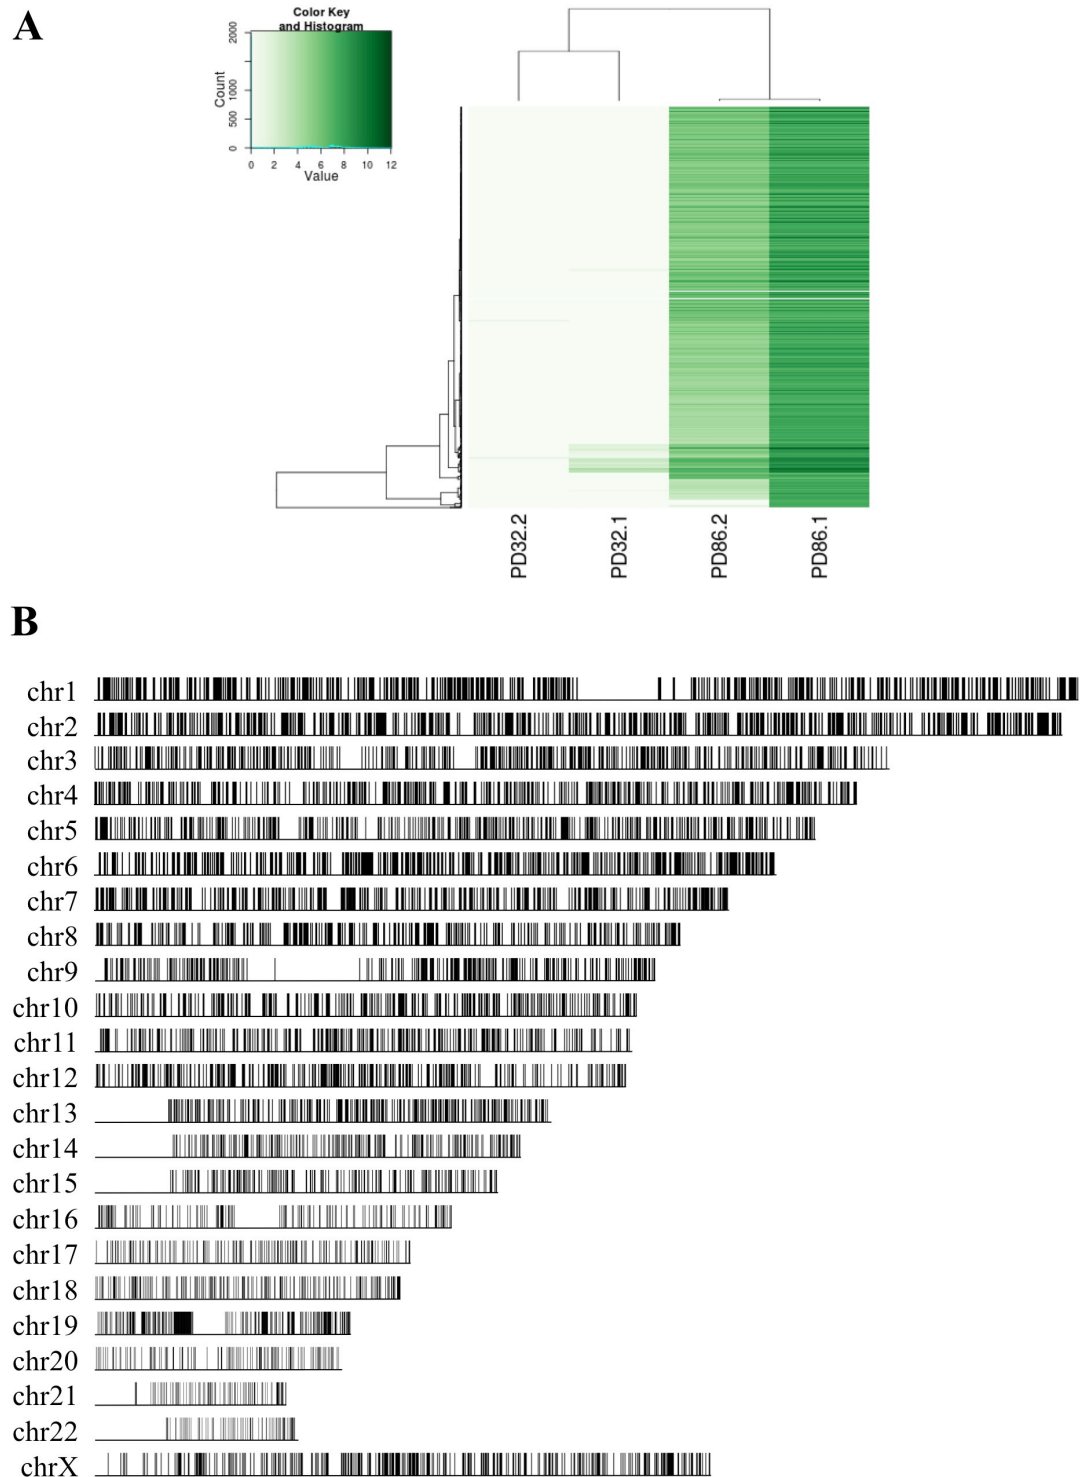 A
Color Key
and Histogram
Count
0 500 1000 2000
0 2 4 6 8 10 12
Value
PD32.2 PD32.1 PD86.2 PD86.1
B
chr1
chr2
chr3
chr4
chr5
chr6
chr7
chr8
chr9
chr10
chr11
chr12
chr13
chr14
chr15
chr16
chr17
chr18
chr19
chr20
chr21
chr22
chrX